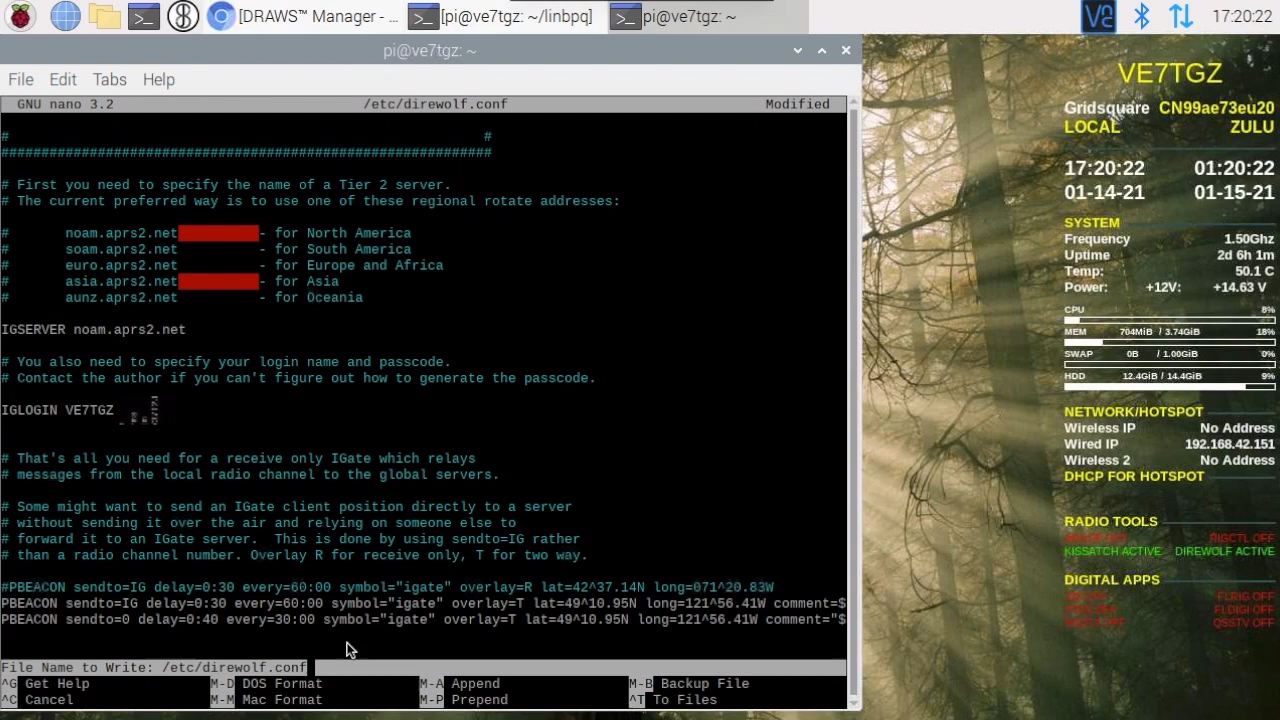 [DRAWS™ Manager - ...
[pi@ve7tgz: ~/linbpq]
pi@ve7tgz: ~
17:20:22
pi@ve7tgz: ~
File Edit Tabs Help
GNU nano 3.2 /etc/direwolf.conf Modified
# #
#############################################################
# First you need to specify the name of a Tier 2 server.
# The current preferred way is to use one of these regional rotate addresses:
# noam.aprs2.net - for North America
# soam.aprs2.net - for South America
# euro.aprs2.net - for Europe and Africa
# asia.aprs2.net - for Asia
# aunz.aprs2.net - for Oceania
IGSERVER noam.aprs2.net
# You also need to specify your login name and passcode.
# Contact the author if you can't figure out how to generate the passcode.
IGLOGIN VE7TGZ
# That's all you need for a receive only IGate which relays
# messages from the local radio channel to the global servers.
# Some might want to send an IGate client position directly to a server
# without sending it over the air and relying on someone else to
# forward it to an IGate server.  This is done by using sendto=IG rather
# than a radio channel number. Overlay R for receive only, T for two way.
#PBEACON sendto=IG delay=0:30 every=60:00 symbol="igate" overlay=R lat=42^37.14N long=071^20.83W
PBEACON sendto=IG delay=0:30 every=60:00 symbol="igate" overlay=T lat=49^10.95N long=121^56.41W comment=$
PBEACON sendto=0 delay=0:40 every=30:00 symbol="igate" overlay=T lat=49^10.95N long=121^56.41W comment="$
File Name to Write: /etc/direwolf.conf
^G Get Help M-D DOS Format M-A Append M-B Backup File
^C Cancel M-M Mac Format M-P Prepend ^T To Files
VE7TGZ
Gridsquare CN99ae73eu20
LOCAL ZULU
17:20:22 01:20:22
01-14-21 01-15-21
SYSTEM
Frequency 1.50Ghz
Uptime 2d 6h 1m
Temp: 50.1 C
Power: +12V: +14.63 V
CPU 8%
MEM 704MiB / 3.74GiB 18%
SWAP 0B / 1.00GiB 0%
HDD 12.4GiB / 14.4GiB 9%
NETWORK/HOTSPOT
Wireless IP No Address
Wired IP 192.168.42.151
Wireless 2 No Address
DHCP FOR HOTSPOT
RADIO TOOLS
RIGCTL OFF
KISSATCH ACTIVE DIREWOLF ACTIVE
DIGITAL APPS
FLRIG OFF
FLDIGI OFF
QSSTV OFF